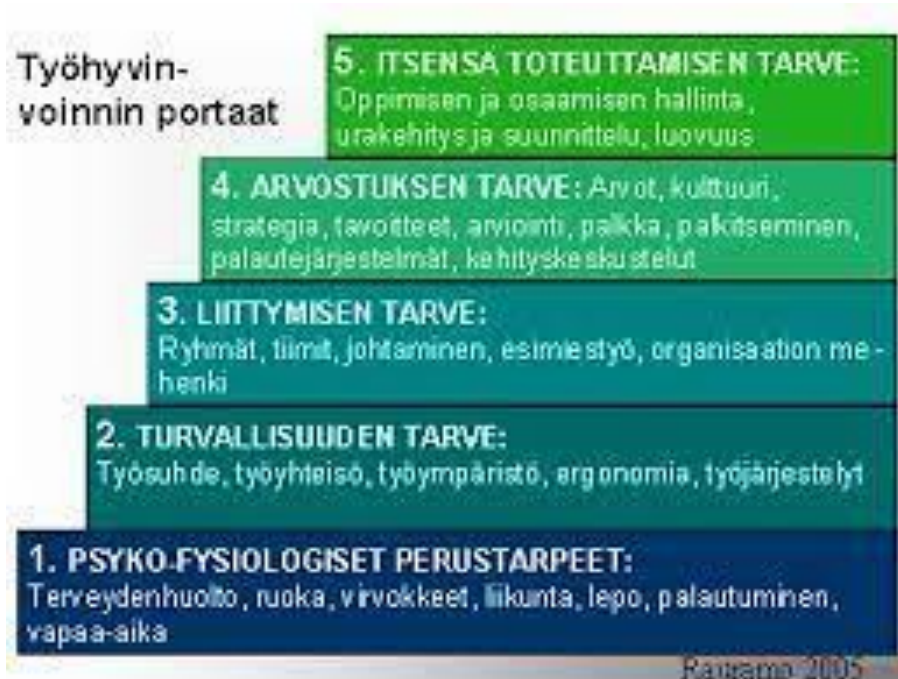 Työhyvin-
voinnin portaat
5. ITSENSÄ TOTEUTTAMISEN TARVE:
Oppimisen ja osaamisen hallinta,
urakehitys ja suunnittelu, luovuus
4. ARVOSTUKSEN TARVE: Arvot, kulttuuri,
strategia, tavoitteet, arviointi, palkka, palkitseminen,
palautejärjestelmät, kehityskeskustelut
3. LIITTYMISEN TARVE:
Ryhmät, tiimit, johtaminen, esimiestyö, organisaation me-
henki
2. TURVALLISUUDEN TARVE:
Työsuhde, työyhteisö, työympäristö, ergonomia, työjärjestelyt
1. PSYKO-FYSIOLOGISET PERUSTARPEET:
Terveydenhuolto, ruoka, virvokkeet, liikunta, lepo, palautuminen,
vapaa-aika
Rauramo 2005